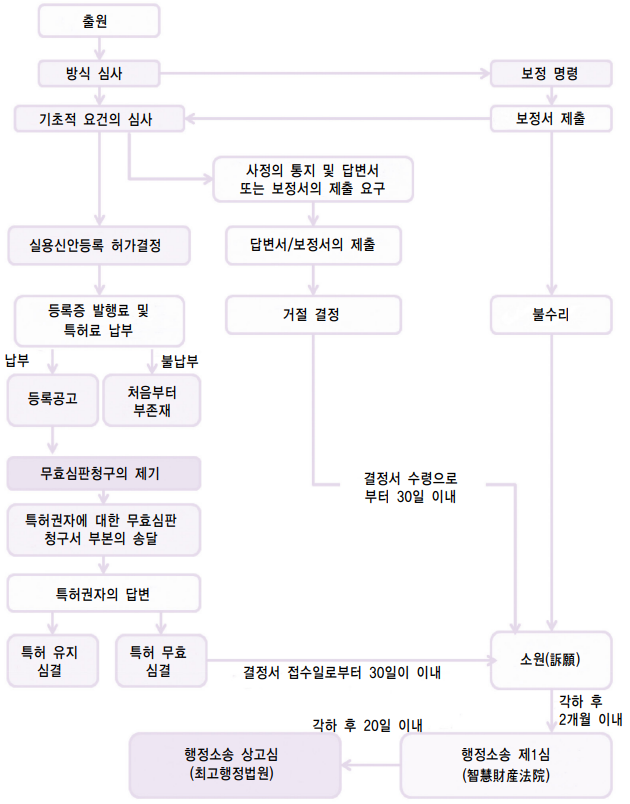 출원
방식 심사
보정 명령
기초적 요건의 심사
보정서 제출
사정의 통지 및 답변서
또는 보정서의 제출 요구
실용신안등록 허가결정
답변서/보정서의 제출
등록증 발행료 및
특허료 납부
거절 결정
불수리
납부
불납부
등록공고
처음부터
부존재
무효심판청구의 제기
결정서 수령으로
부터 30일 이내
특허권자에 대한 무효심판
청구서 부본의 송달
특허권자의 답변
특허 유지
심결
특허 무효
심결
결정서 접수일로부터 30일이 이내
소원(訴願)
각하 후
2개월 이내
각하 후 20일 이내
행정소송 상고심
(최고행정법원)
행정소송 제1심
(智慧財産法院)